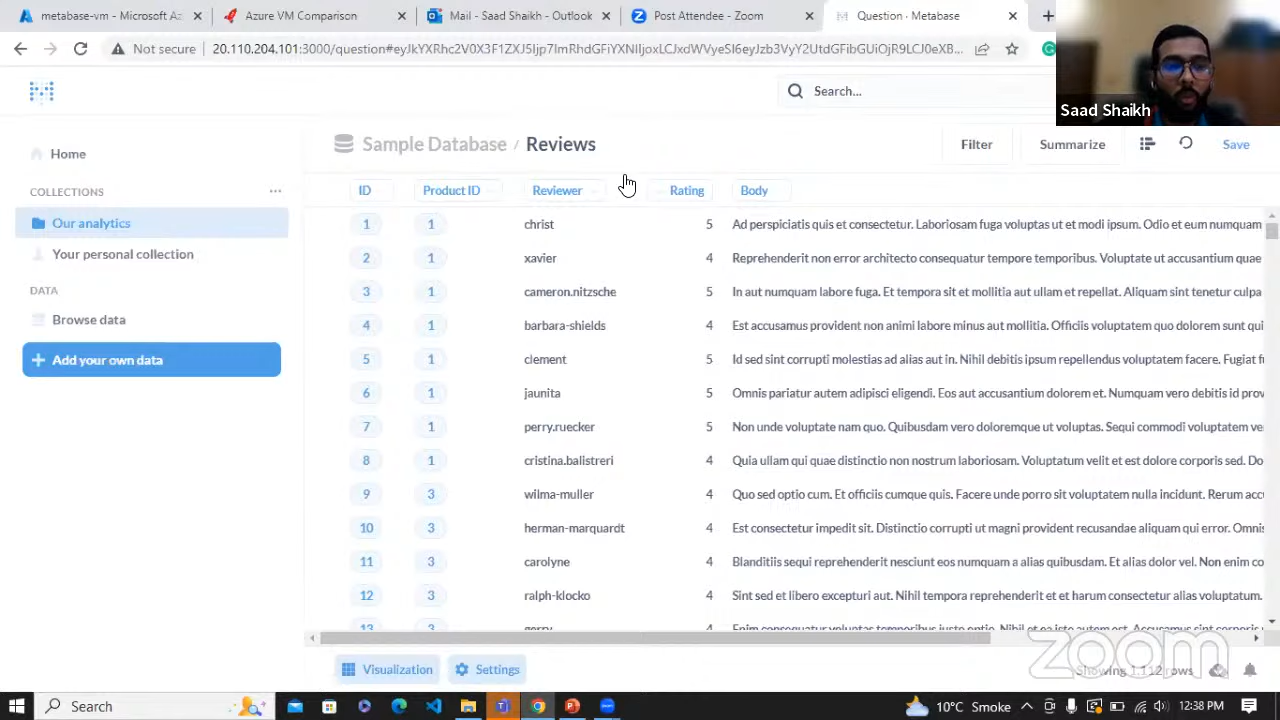 metabase-vm - Microsoft Az
Azure VM Comparison
Mail - Saad Shaikh - Outlook
Post Attendee - Zoom
Question · Metabase
Not secure
20.110.204.101:3000/question#eyJkYXRhc2V0X3F1ZXJ5Ijp7ImRhdGFiYXNlIjoxLCJxdWVyeSI6eyJzb3VyY2UtdGFibGUiOjR9LCJ0eXB...
Search...
Saad Shaikh
Sample Database / Reviews
Filter
Summarize
Save
Home
COLLECTIONS
Our analytics
Your personal collection
DATA
Browse data
Add your own data
ID Product ID Reviewer Rating Body
1 1 christ 5 Ad perspiciatis quis et consectetur. Laboriosam fuga voluptas ut et modi ipsum. Odio et eum numquam
2 1 xavier 4 Reprehenderit non error architecto consequatur tempore temporibus. Voluptate ut accusantium quae
3 1 cameron.nitzsche 5 In aut numquam labore fuga. Et tempora sit et mollitia aut ullam et repellat. Aliquam sint tenetur culpa
4 1 barbara-shields 4 Est accusamus provident non animi labore minus aut mollitia. Officiis voluptatem quo dolorem sunt qui
5 1 clement 5 Id sed sint corrupti molestias ad alias aut in. Nihil debitis ipsum repellendus voluptatem facere. Fugiat
6 1 jaunita 5 Omnis pariatur autem adipisci eligendi. Eos aut accusantium dolorem et. Numquam vero debitis id
7 1 perry.ruecker 5 Non unde voluptate nam quo. Quibusdam vero doloremque ut voluptas. Sequi commodi voluptatem
8 1 cristina.balistreri 4 Quia ullam qui quae distinctio non nostrum laboriosam. Voluptatum velit et est dolore corporis sed. Do
9 3 wilma-muller 4 Quo sed optio cum. Et officiis cumque quis. Facere unde porro sit voluptatem nulla incidunt. Rerum
10 3 herman-marquardt 4 Est consectetur impedit sit. Distinctio corrupti ut magni provident recusandae aliquam qui error. Omnis
11 3 carolyne 4 Blanditiis sequi reprehenderit nesciunt eos numquam a alias quibusdam. Et alias dolor vel. Non enim
12 3 ralph-klocko 4 Sint sed et libero excepturi aut. Nihil tempora reprehenderit et et harum consectetur alias voluptatum.
13 3 gerry 4
Visualization
Settings
Showing 1,112 rows
zoom
Search
10°C Smoke
12:38 PM